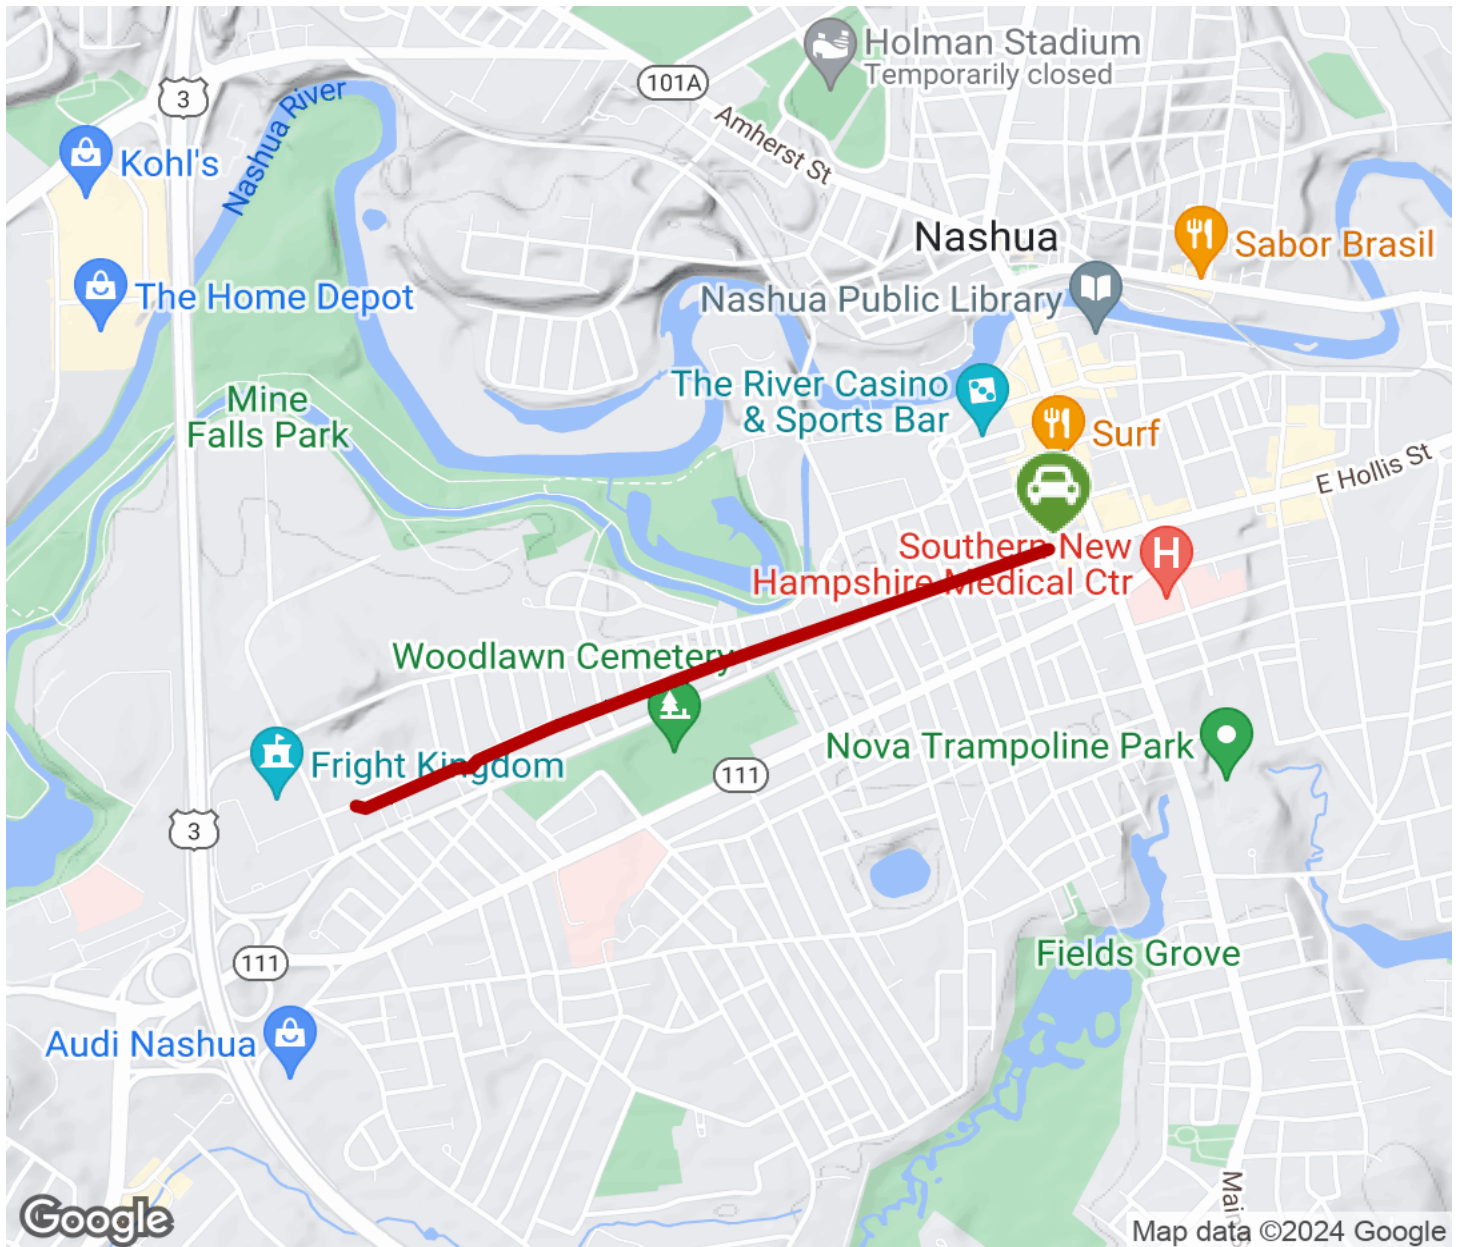 Holman Stadium
Temporarily closed
3
101A
Nashua River
Amherst St
Kohl's
Nashua
Sabor Brasil
The Home Depot
Nashua Public Library
Mine
Falls Park
The River Casino
& Sports Bar
Surf
E Hollis St
Southern New
Hampshire Medical Ctr
H
Woodlawn Cemetery
Fright Kingdom
111
Nova Trampoline Park
3
111
Fields Grove
Audi Nashua
Main
Google
Map data ©2024 Google